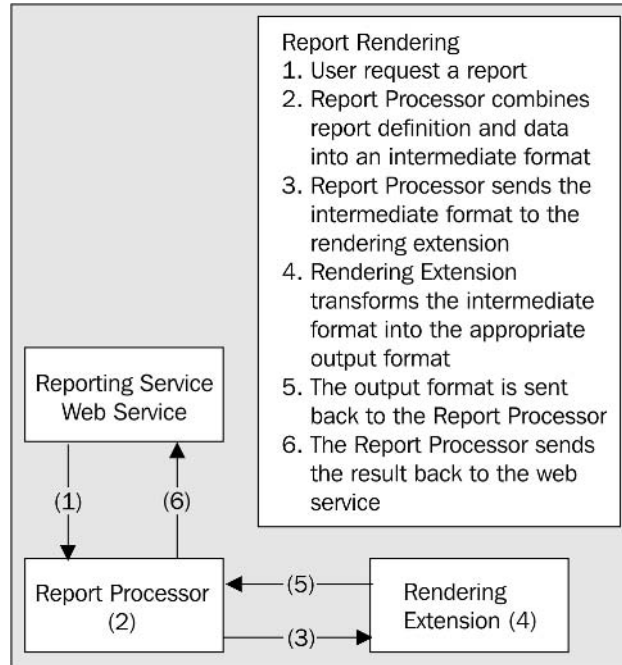 Report Rendering
1. User request a report
2. Report Processor combines
report definition and data
into an intermediate format
3. Report Processor sends the
intermediate format to the
rendering extension
4. Rendering Extension
transforms the intermediate
format into the appropriate
output format
5. The output format is sent
back to the Report Processor
6. The Report Processor sends
the result back to the web
service
Reporting Service
Web Service
(1)
(6)
Report Processor
(2)
(5)
(3)
Rendering
Extension (4)